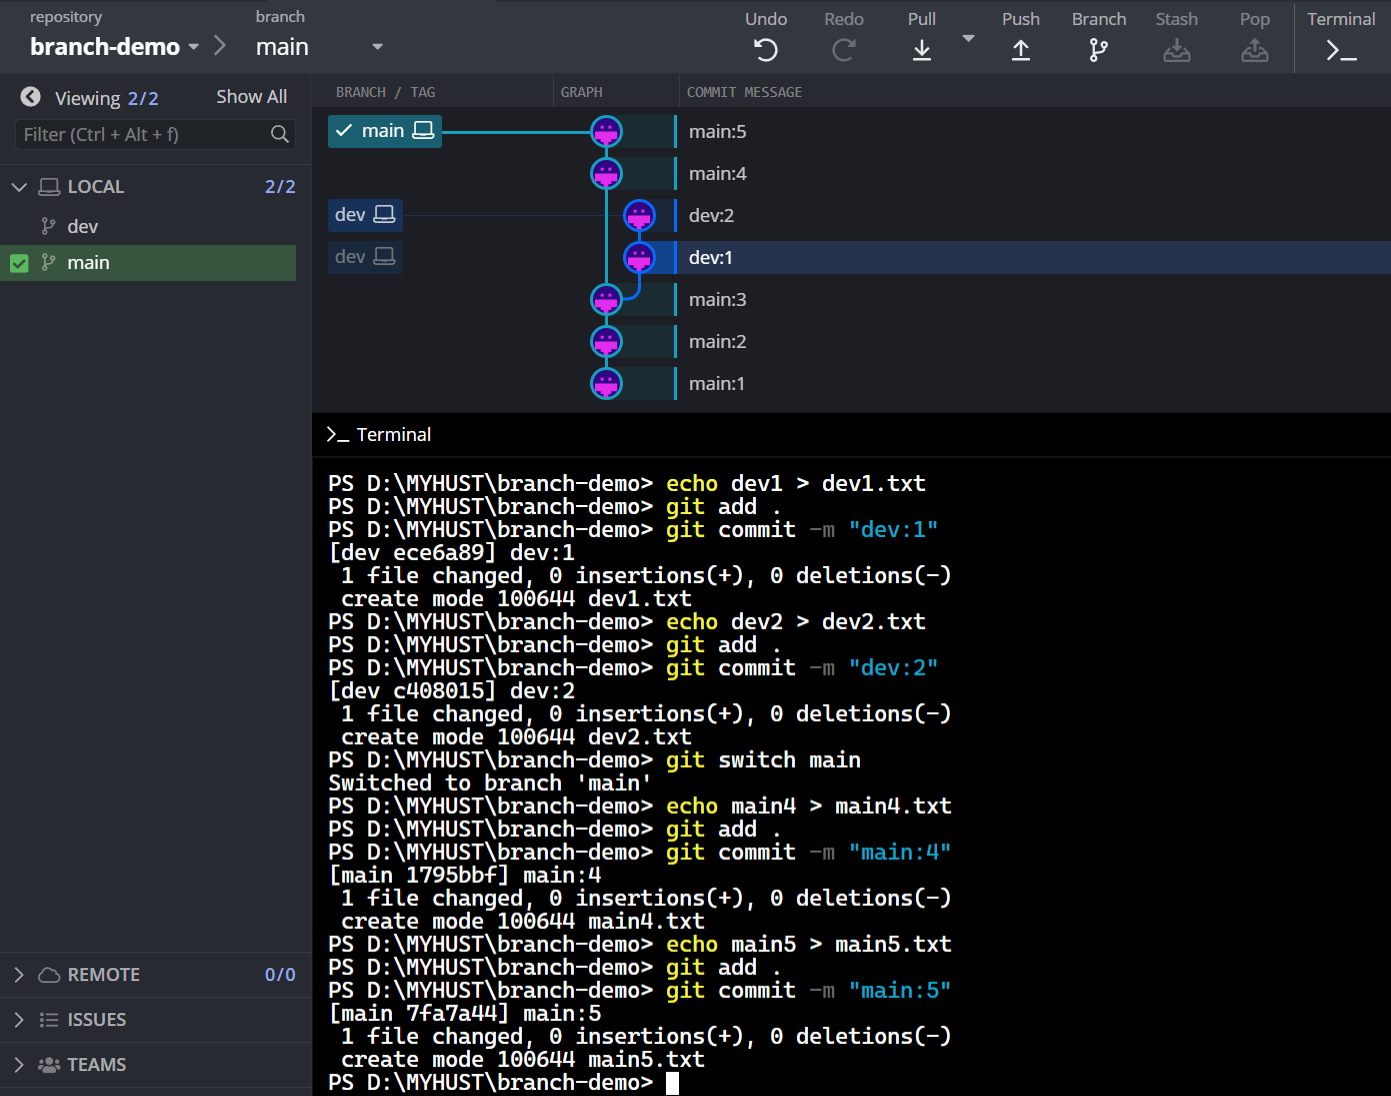 repository
branch
branch-demo
main
Undo
Redo
Pull
Push
Branch
Stash
Pop
Terminal
Viewing 2/2
Show All
Filter (Ctrl + Alt + f)
LOCAL 2/2
dev
main
REMOTE 0/0
ISSUES
TEAMS
BRANCH / TAG
GRAPH
COMMIT MESSAGE
main
main:5
main:4
dev
dev:2
dev
dev:1
main:3
main:2
main:1
Terminal
PS D:\MYHUST\branch-demo> echo dev1 > dev1.txt
PS D:\MYHUST\branch-demo> git add .
PS D:\MYHUST\branch-demo> git commit -m "dev:1"
[dev ece6a89] dev:1
 1 file changed, 0 insertions(+), 0 deletions(-)
 create mode 100644 dev1.txt
PS D:\MYHUST\branch-demo> echo dev2 > dev2.txt
PS D:\MYHUST\branch-demo> git add .
PS D:\MYHUST\branch-demo> git commit -m "dev:2"
[dev c408015] dev:2
 1 file changed, 0 insertions(+), 0 deletions(-)
 create mode 100644 dev2.txt
PS D:\MYHUST\branch-demo> git switch main
Switched to branch 'main'
PS D:\MYHUST\branch-demo> echo main4 > main4.txt
PS D:\MYHUST\branch-demo> git add .
PS D:\MYHUST\branch-demo> git commit -m "main:4"
[main 1795bbf] main:4
 1 file changed, 0 insertions(+), 0 deletions(-)
 create mode 100644 main4.txt
PS D:\MYHUST\branch-demo> echo main5 > main5.txt
PS D:\MYHUST\branch-demo> git add .
PS D:\MYHUST\branch-demo> git commit -m "main:5"
[main 7fa7a44] main:5
 1 file changed, 0 insertions(+), 0 deletions(-)
 create mode 100644 main5.txt
PS D:\MYHUST\branch-demo>